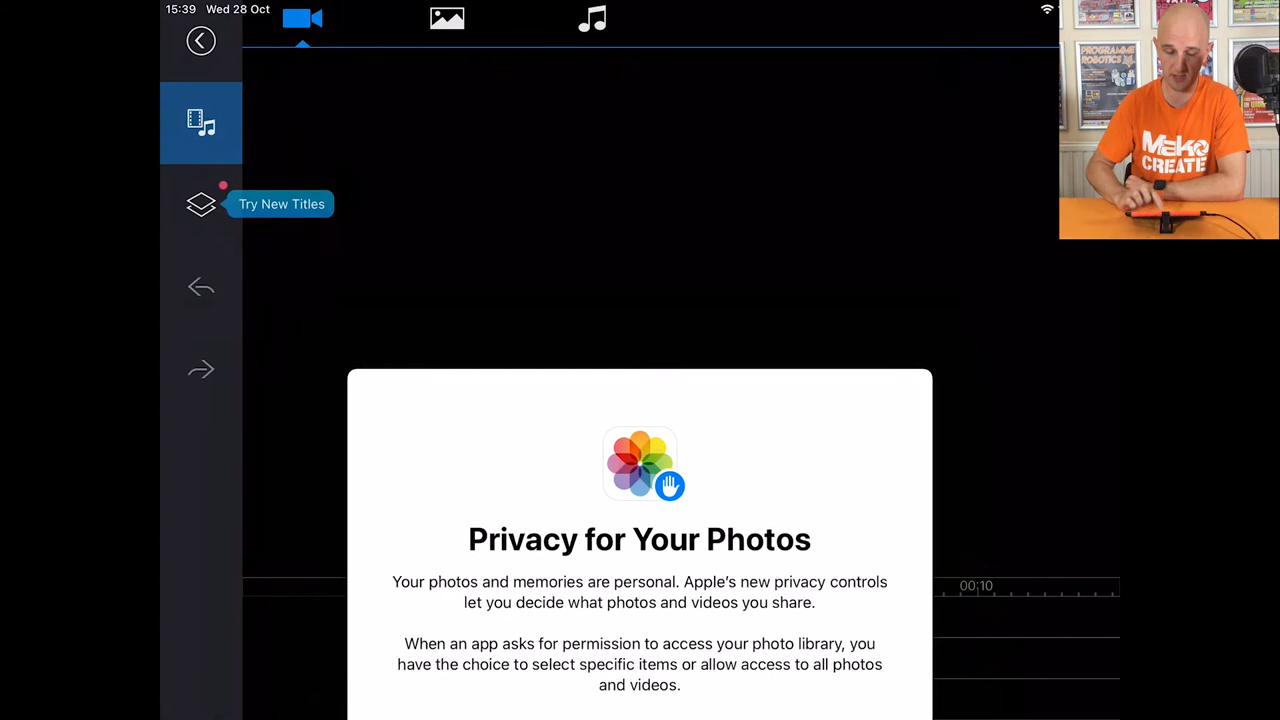 15:39 Wed 28 Oct
Try New Titles
PROGRAMME
ROBOTICS
MaKe
CREATE
Privacy for Your Photos
Your photos and memories are personal. Apple's new privacy controls
let you decide what photos and videos you share.
00:10
When an app asks for permission to access your photo library, you
have the choice to select specific items or allow access to all photos
and videos.